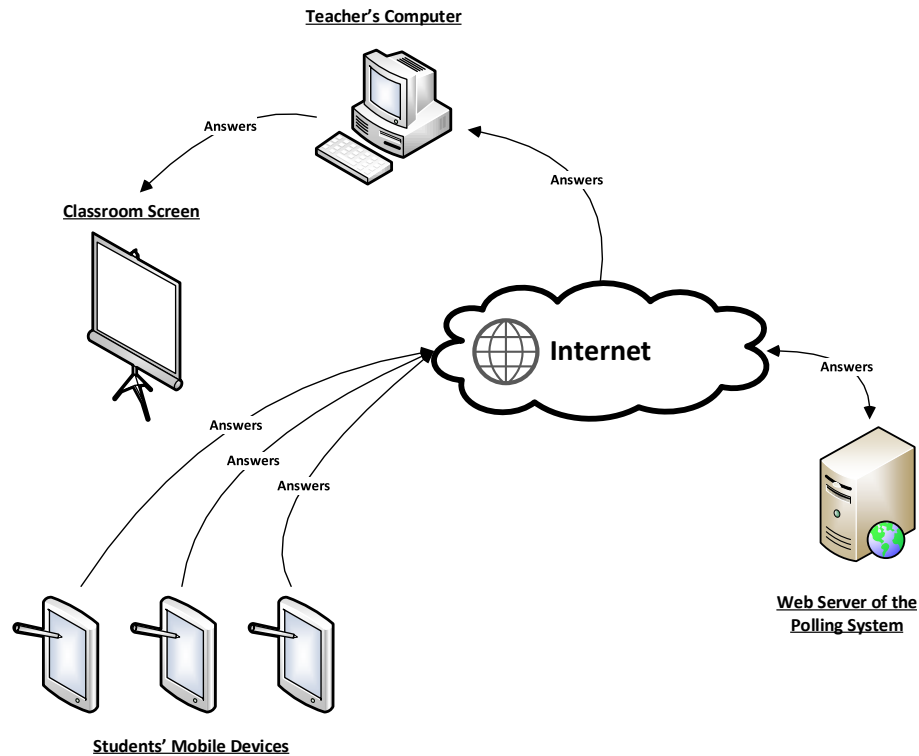 Teacher’s Computer
Answers
Answers
Classroom Screen
Internet
Answers
Answers
Answers
Answers
Web Server of the
Polling System
Students’ Mobile Devices